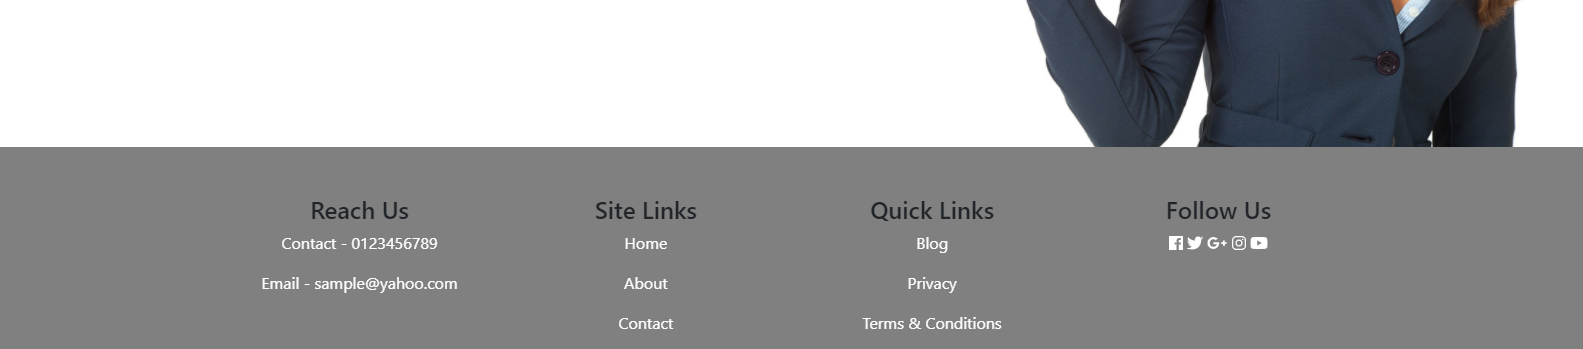 Reach Us
Contact - 0123456789
Email - sample@yahoo.com
Site Links
Home
About
Contact
Quick Links
Blog
Privacy
Terms & Conditions
Follow Us